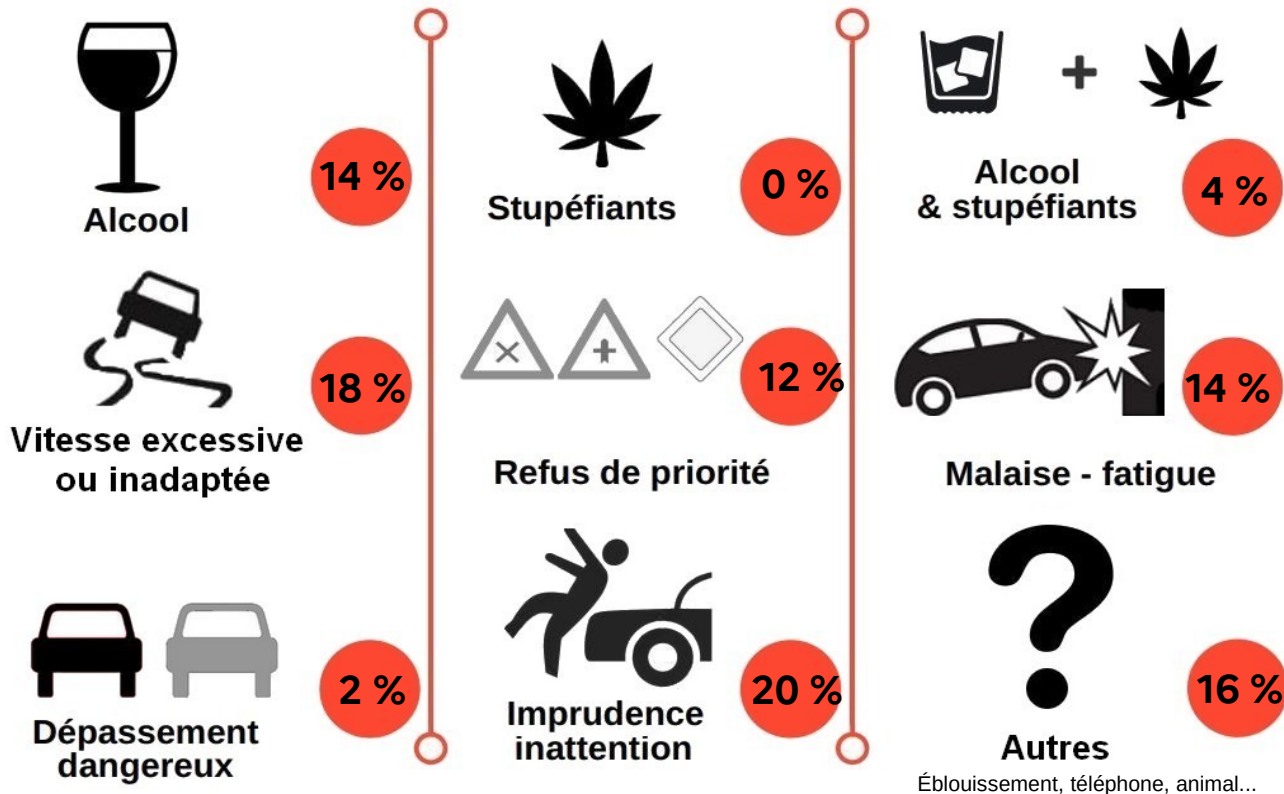 Alcool
14 %
Stupéfiants
0 %
Alcool
& stupéfiants
4 %
Vitesse excessive
ou inadaptée
18 %
Refus de priorité
12 %
Malaise - fatigue
14 %
Dépassement
dangereux
2 %
Imprudence
inattention
20 %
Autres
Éblouissement, téléphone, animal...
16 %